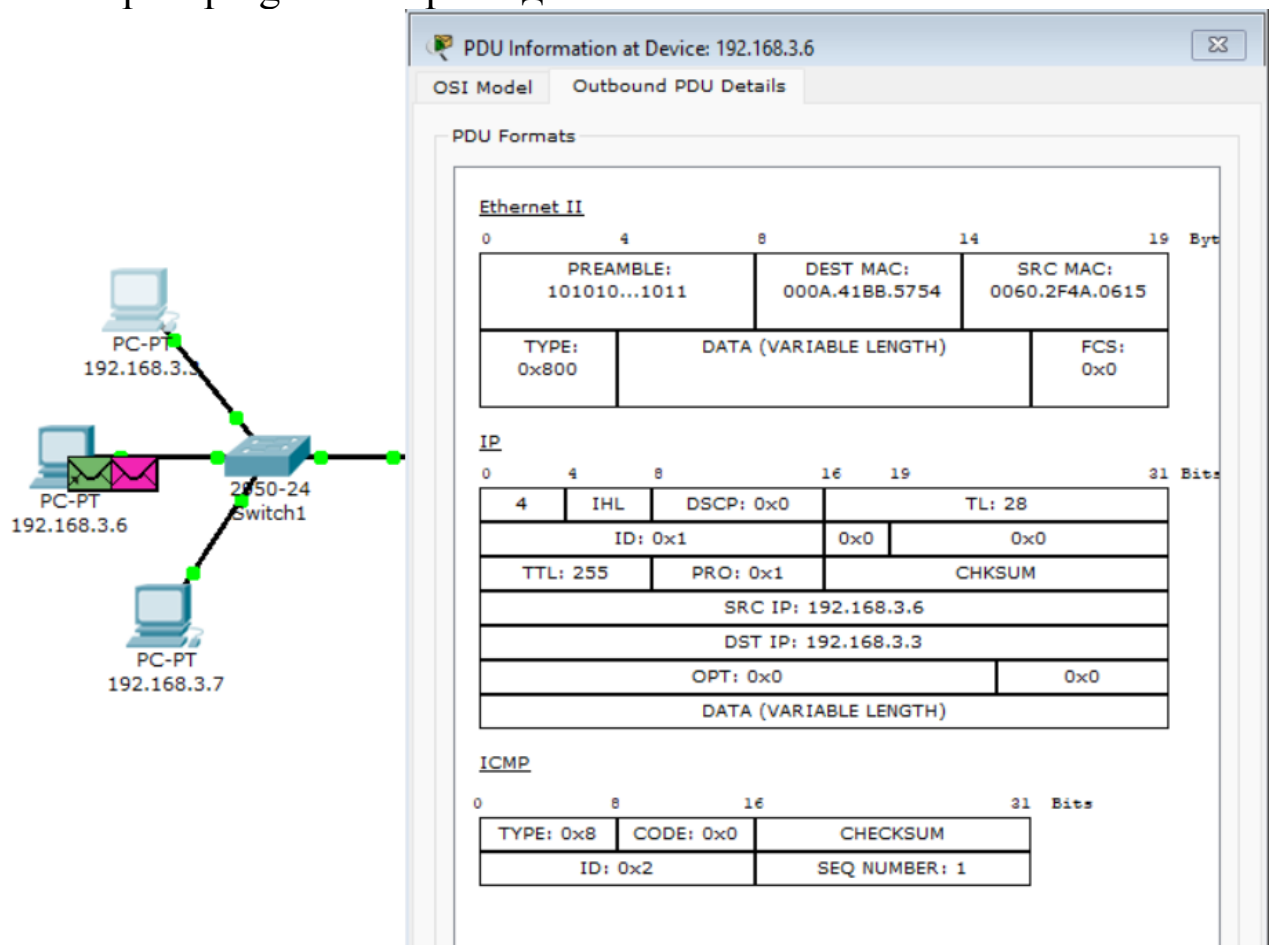 PDU Information at Device: 192.168.3.6
OSI Model Outbound PDU Details
PDU Formats
Ethernet II
0 4 8 14 19 Byt
PREAMBLE: DEST MAC: SRC MAC:
101010...1011 000A.41BB.5754 0060.2F4A.0615
TYPE: DATA (VARIABLE LENGTH) FCS:
0x800 0x0
IP
0 4 8 16 19 31 Bits
4 IHL DSCP: 0x0 TL: 28
ID: 0x1 0x0 0x0
TTL: 255 PRO: 0x1 CHKSUM
SRC IP: 192.168.3.6
DST IP: 192.168.3.3
OPT: 0x0 0x0
DATA (VARIABLE LENGTH)
ICMP
0 8 16 31 Bits
TYPE: 0x8 CODE: 0x0 CHECKSUM
ID: 0x2 SEQ NUMBER: 1
PC-PT
PC-PT
192.168.3.6
2950-24
Switch1
PC-PT
192.168.3.7